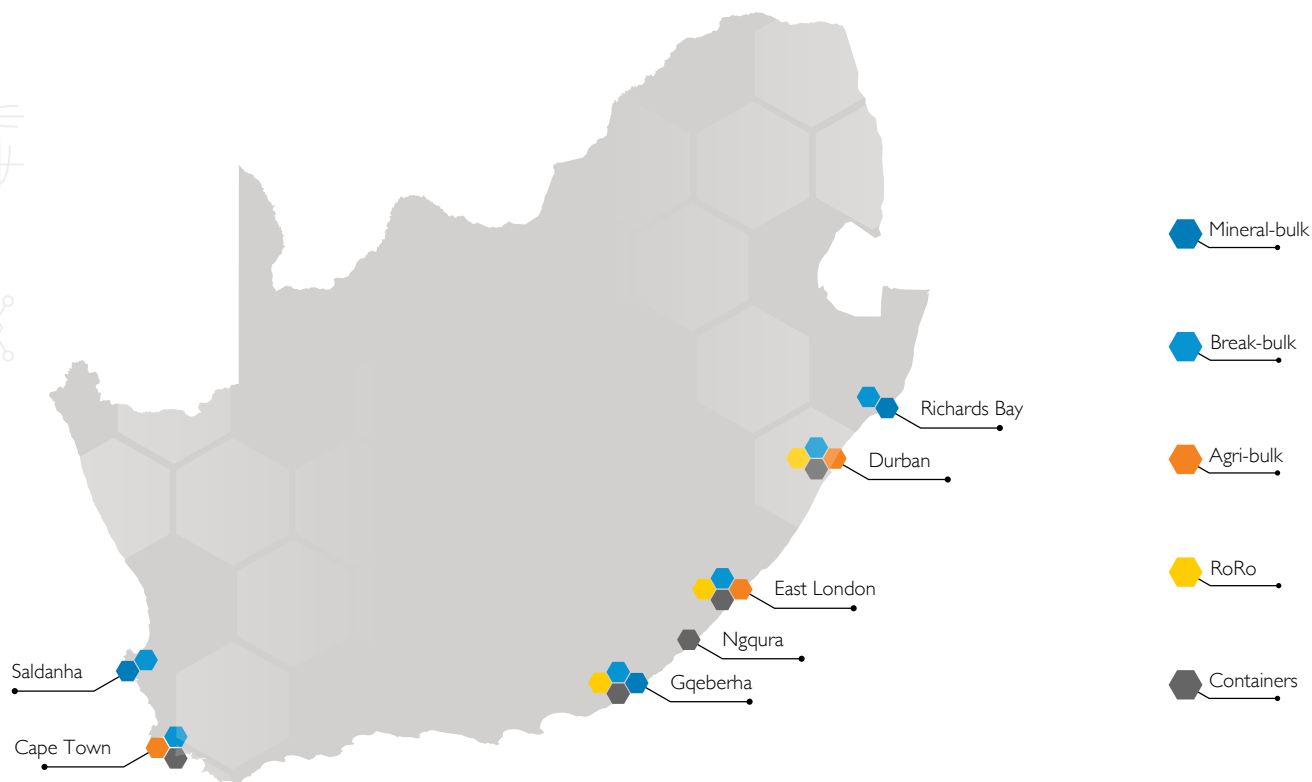 Mineral-bulk
Break-bulk
Richards Bay
Agri-bulk
Durban
RoRo
East London
Ngqura
Saldanha
Gqeberha
Containers
Cape Town